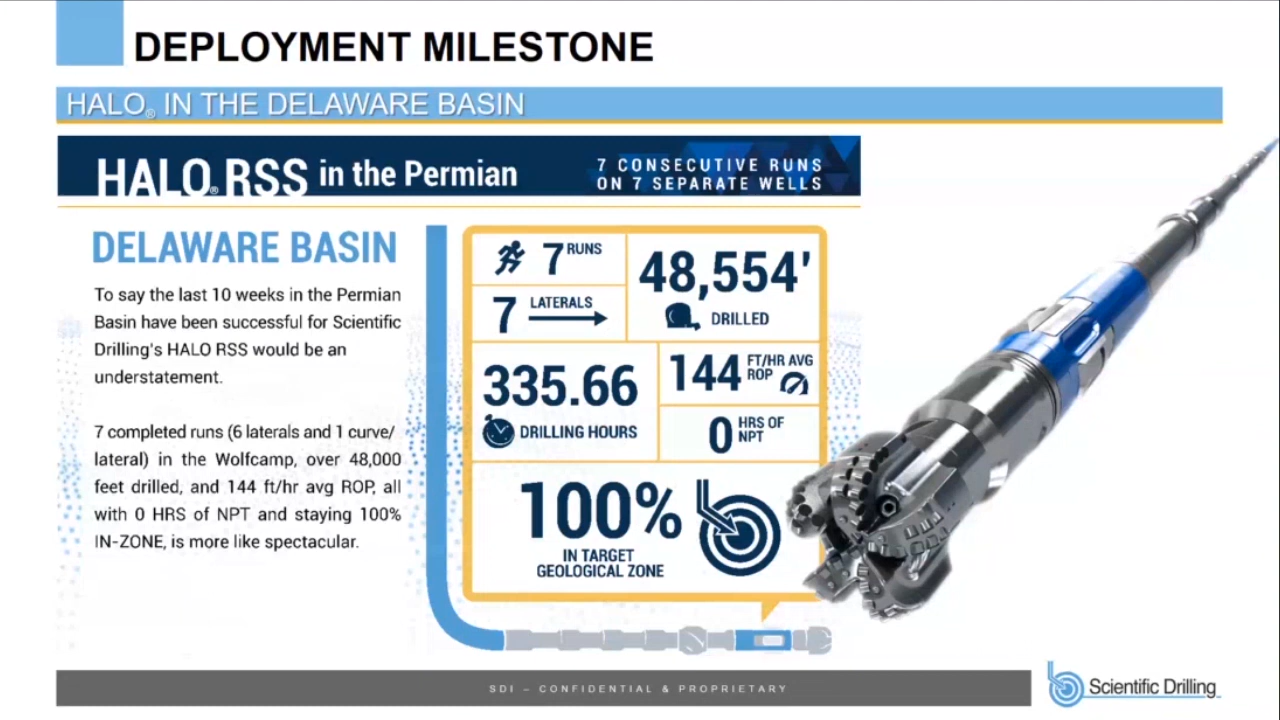 DEPLOYMENT MILESTONE
HALO® IN THE DELAWARE BASIN
HALO® RSS in the Permian
7 CONSECUTIVE RUNS
ON 7 SEPARATE WELLS
DELAWARE BASIN
To say the last 10 weeks in the Permian
Basin have been successful for Scientific
Drilling's HALO RSS would be an
understatement.
7 completed runs (6 laterals and 1 curve/
lateral) in the Wolfcamp, over 48,000
feet drilled, and 144 ft/hr avg ROP, all
with 0 HRS of NPT and staying 100%
IN-ZONE, is more like spectacular.
7 RUNS
7 LATERALS
48,554'
DRILLED
335.66
DRILLING HOURS
144 FT/HR AVG
ROP
0 HRS OF
NPT
100%
IN TARGET
GEOLOGICAL ZONE
SDI – CONFIDENTIAL & PROPRIETARY
Scientific Drilling